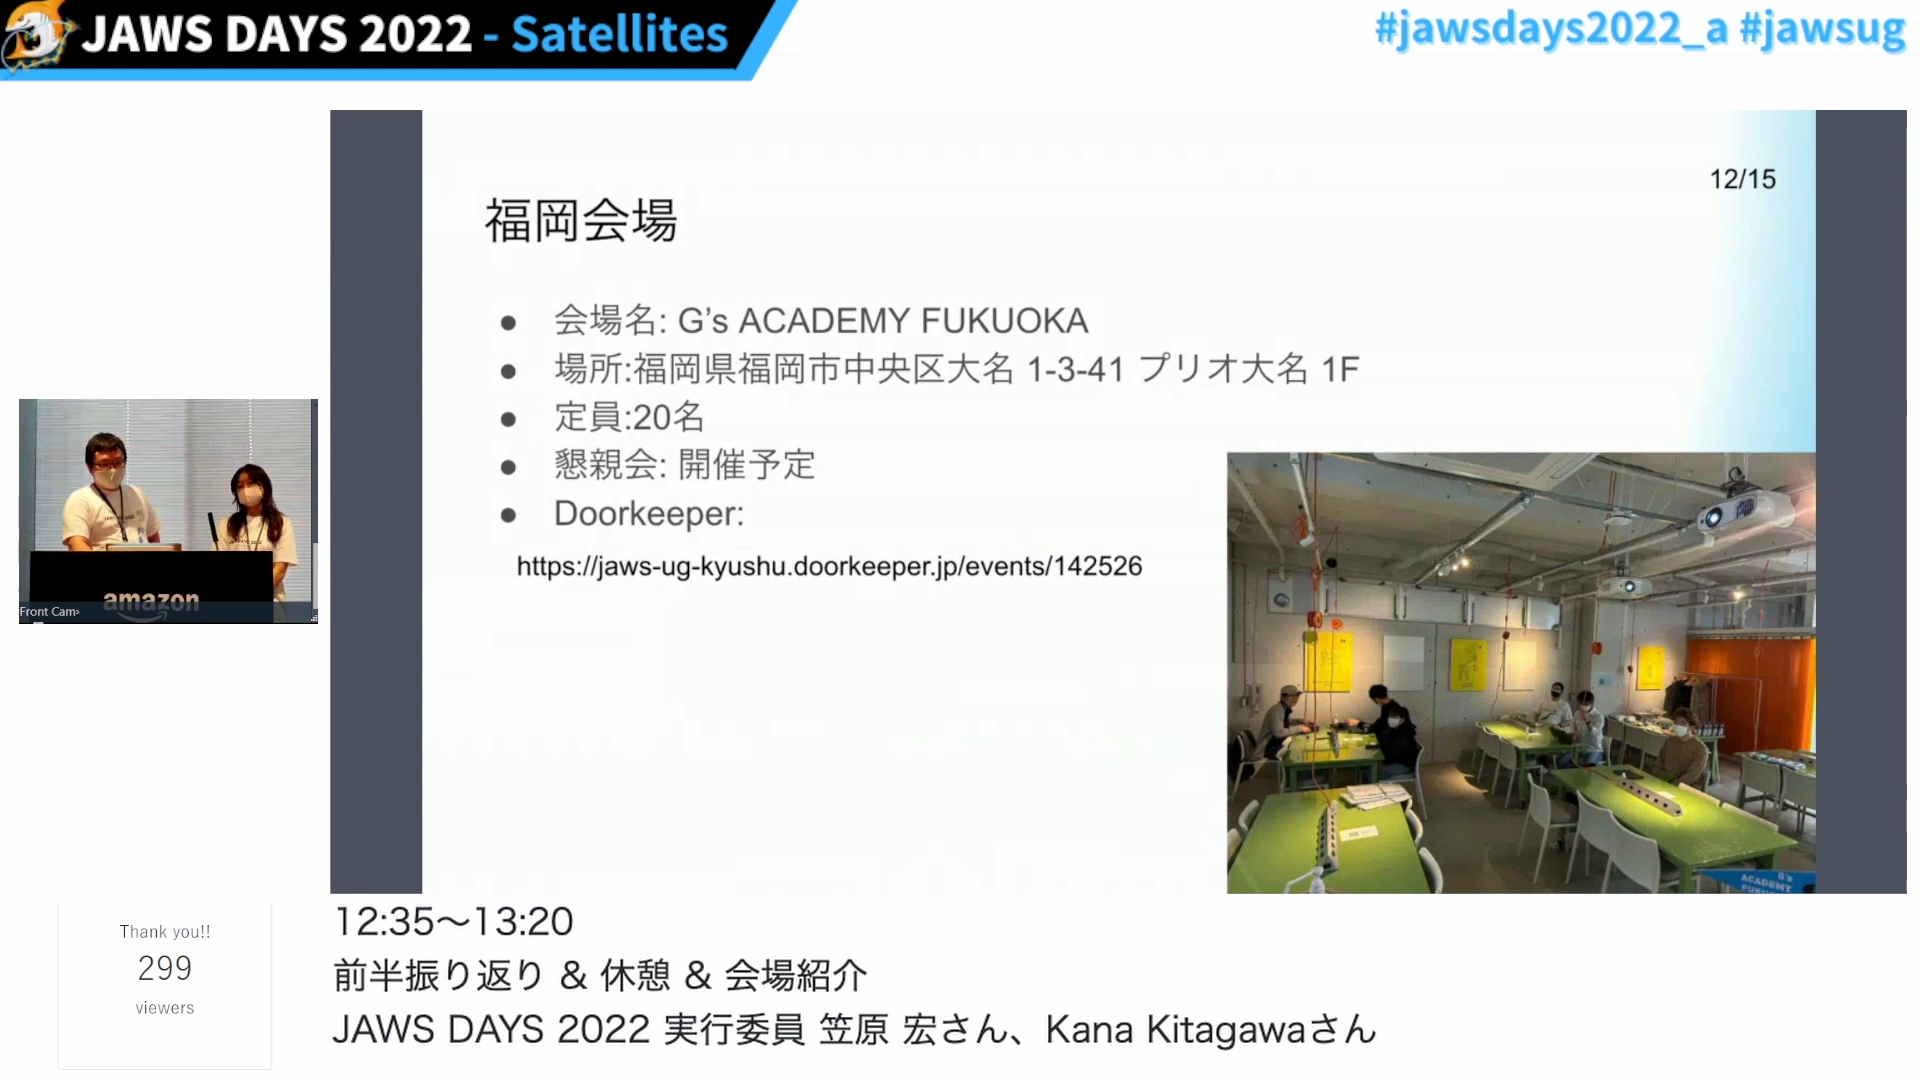 JAWS DAYS 2022 - Satellites
#jawsdays2022_a #jawsug
12/15
福岡会場
● 会場名: G’s ACADEMY FUKUOKA
● 場所:福岡県福岡市中央区大名 1-3-41 プリオ大名 1F
● 定員:20名
● 懇親会: 開催予定
● Doorkeeper:
https://jaws-ug-kyushu.doorkeeper.jp/events/142526
amazon
Front Cam
G's
ACADEMY
Thank you!!
299
viewers
12:35〜13:20
前半振り返り & 休憩 & 会場紹介
JAWS DAYS 2022 実行委員 笠原 宏さん、Kana Kitagawaさん